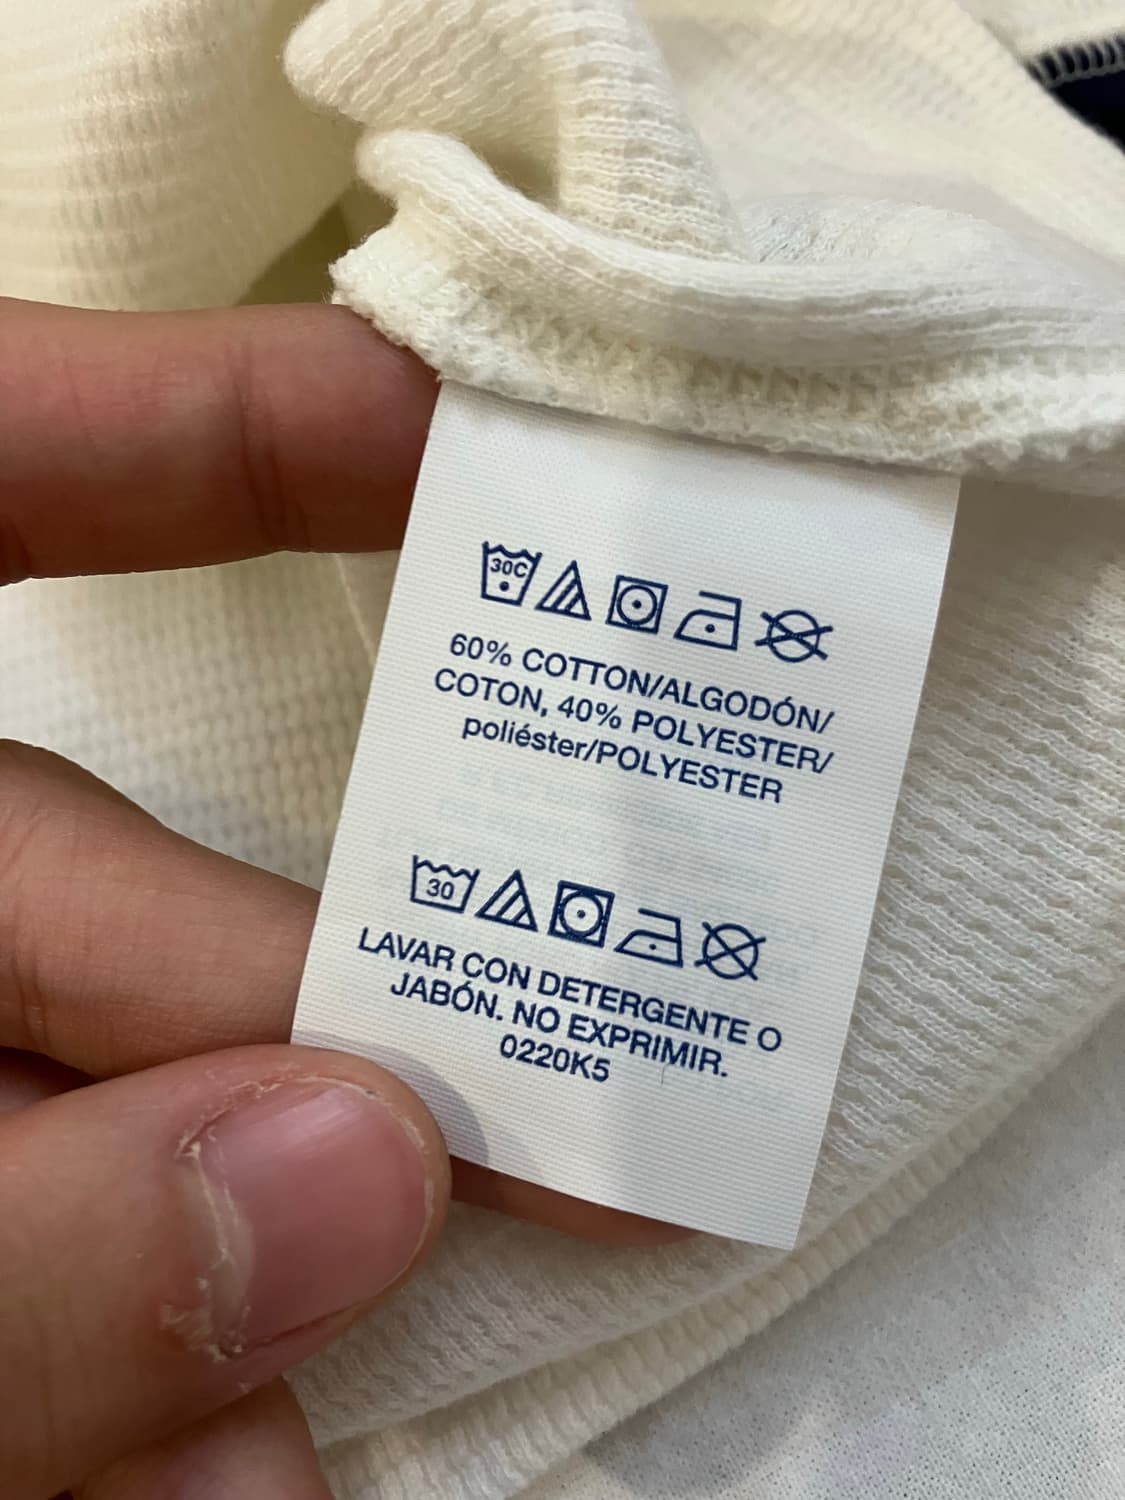 30C
60% COTTON/ALGODÓN/
COTON, 40% POLYESTER/
poliéster/POLYESTER
30
LAVAR CON DETERGENTE O
JABÓN. NO EXPRIMIR.
0220K5